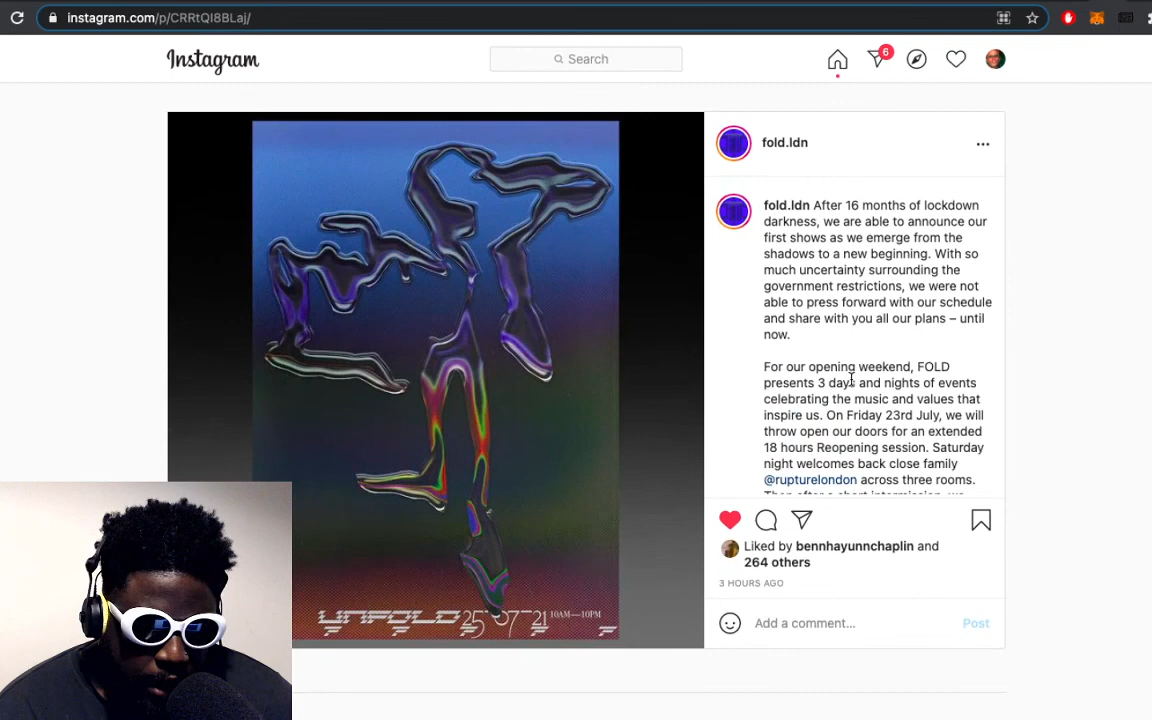 instagram.com/p/CRRtQI8BLaj/
Instagram
Search
6
fold.ldn
fold.ldn After 16 months of lockdown
darkness, we are able to announce our
first shows as we emerge from the
shadows to a new beginning. With so
much uncertainty surrounding the
government restrictions, we were not
able to press forward with our schedule
and share with you all our plans – until
now.
For our opening weekend, FOLD
presents 3 days and nights of events
celebrating the music and values that
inspire us. On Friday 23rd July, we will
throw open our doors for an extended
18 hours Reopening session. Saturday
night welcomes back close family
@rupturelondon across three rooms.
Then after a short intermission, we
Liked by bennhayunnchaplin and
264 others
3 HOURS AGO
Add a comment... Post
UNFOLD 25 07 21 10AM—10PM